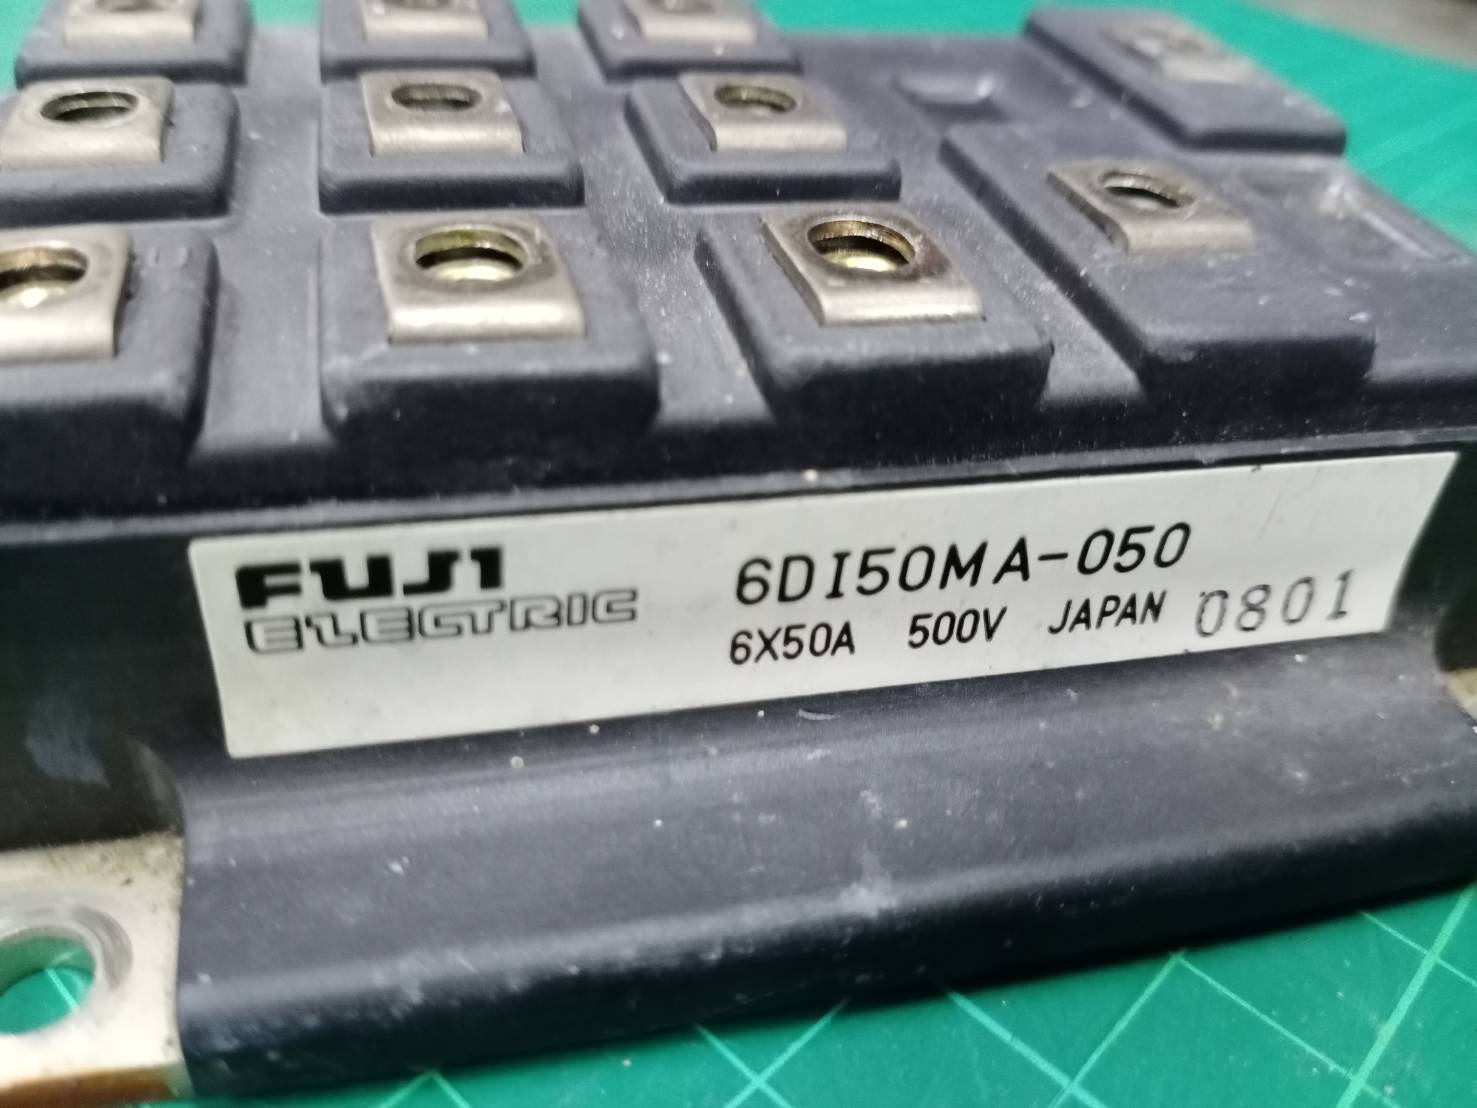 FUJI
ELECTRIC
6DI50MA-050
6X50A 500V JAPAN 0801